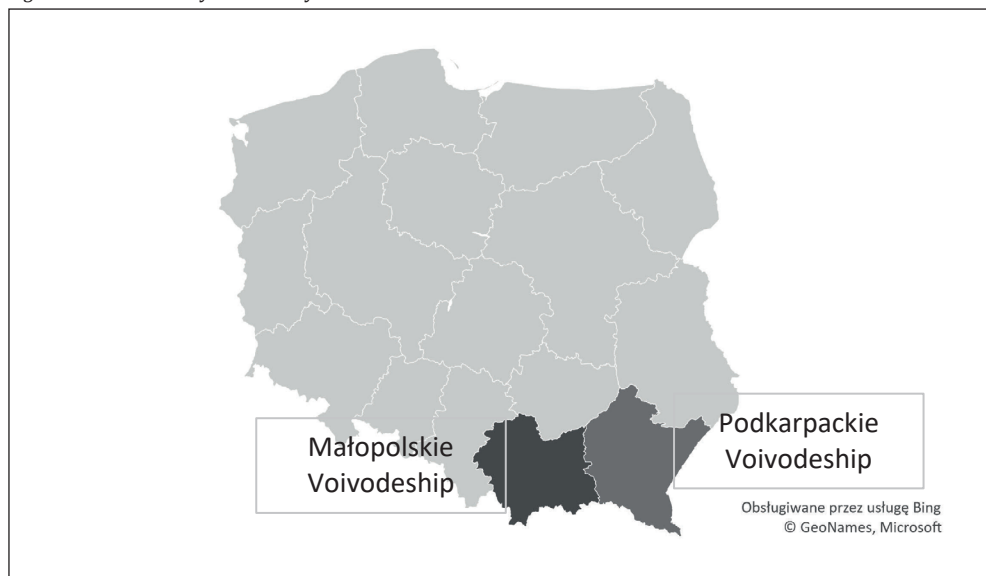 Małopolskie
Voivodeship
Podkarpackie
Voivodeship
Obsługiwane przez usługę Bing
© GeoNames, Microsoft